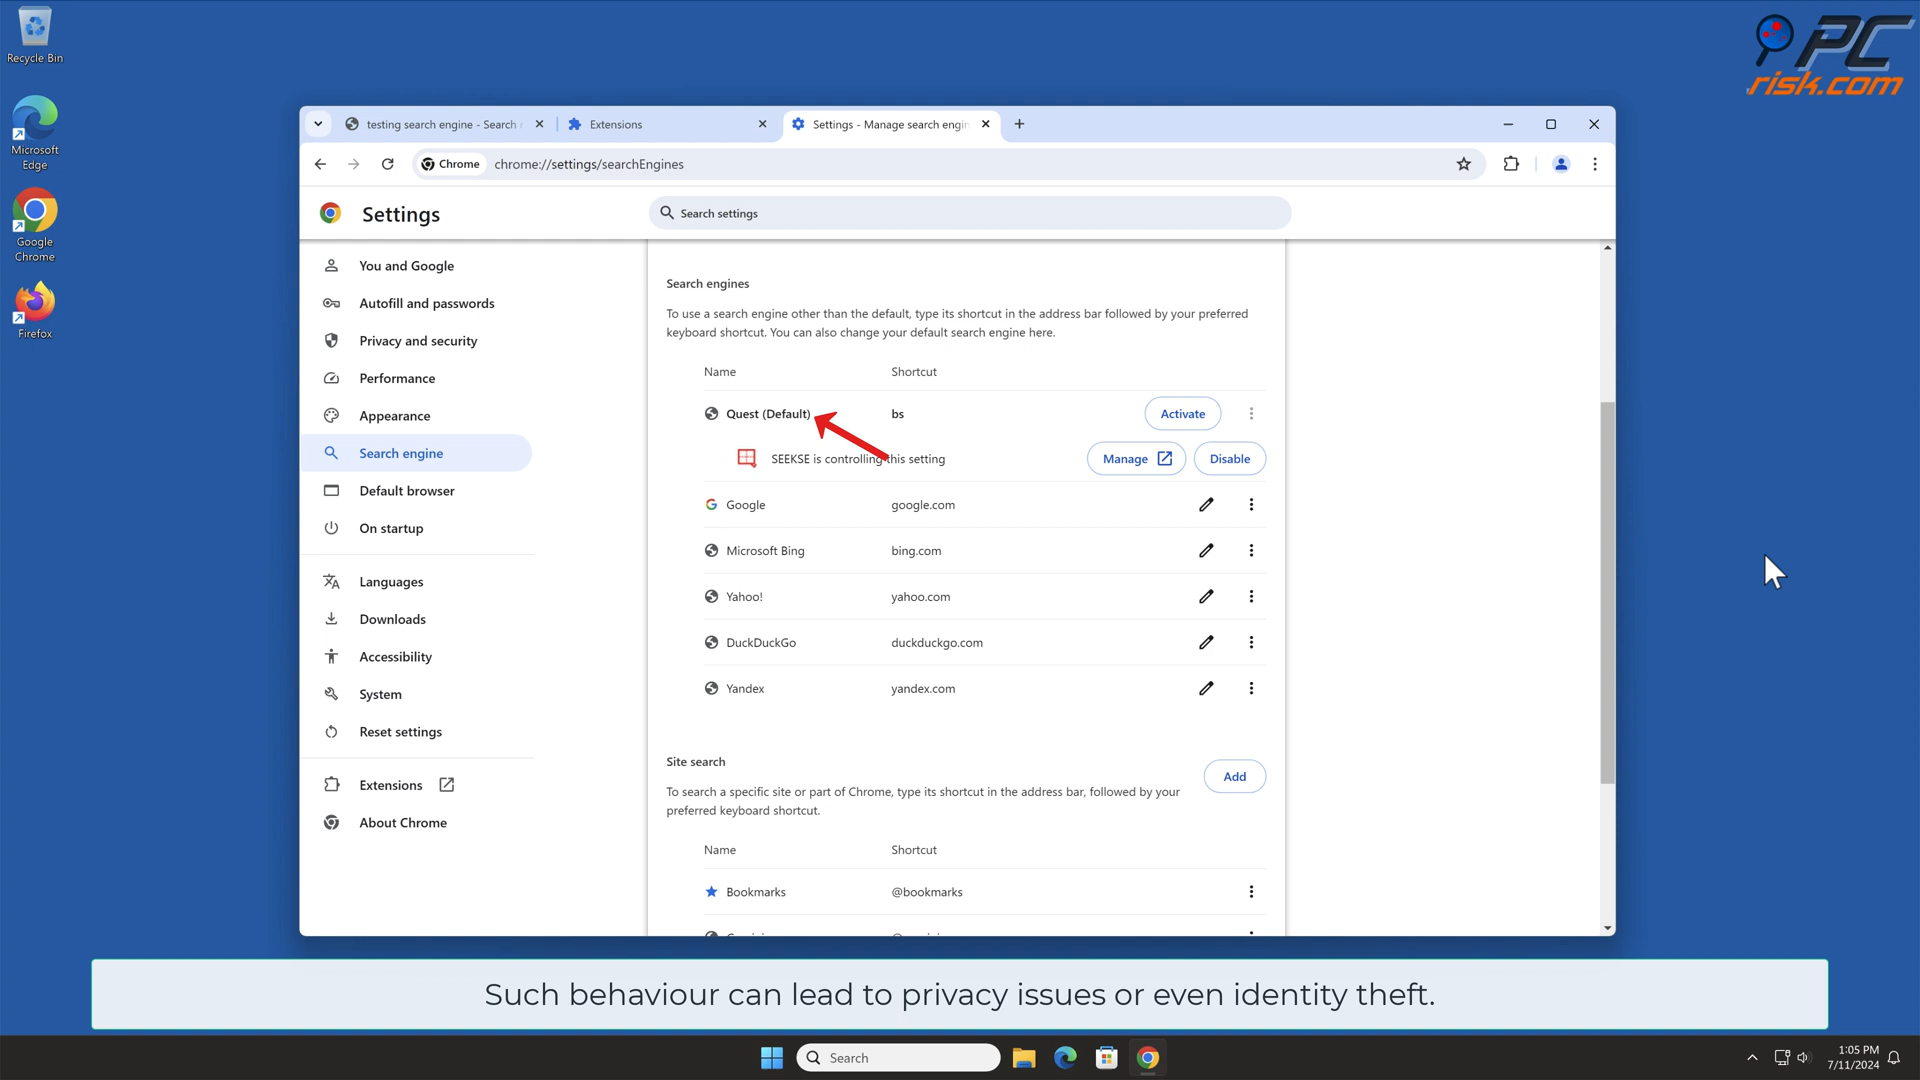 Recycle Bin
Microsoft
Edge
Google
Chrome
Firefox
PC
risk.com
testing search engine - Search r
Extensions
Settings - Manage search engin
Chrome
chrome://settings/searchEngines
Settings
Search settings
You and Google
Autofill and passwords
Privacy and security
Performance
Appearance
Search engine
Default browser
On startup
Languages
Downloads
Accessibility
System
Reset settings
Extensions
About Chrome
Search engines
To use a search engine other than the default, type its shortcut in the address bar followed by your preferred
keyboard shortcut. You can also change your default search engine here.
Name Shortcut
Quest (Default) bs Activate
SEEKSE is controlling this setting Manage Disable
Google google.com
Microsoft Bing bing.com
Yahoo! yahoo.com
DuckDuckGo duckduckgo.com
Yandex yandex.com
Site search
Add
To search a specific site or part of Chrome, type its shortcut in the address bar, followed by your
preferred keyboard shortcut.
Name Shortcut
Bookmarks @bookmarks
Such behaviour can lead to privacy issues or even identity theft.
Search
1:05 PM
7/11/2024